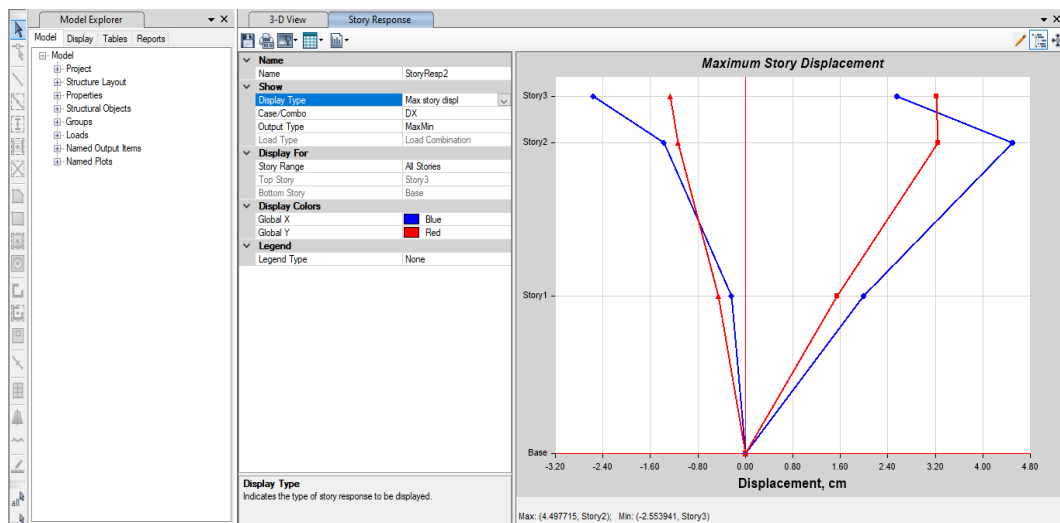 Model Explorer
Model Display Tables Reports
Model
Project
Structure Layout
Properties
Structural Objects
Groups
Loads
Named Output Items
Named Plots
all
3-D View Story Response
Name
Name StoryResp2
Show
Display Type Max story displ
Case/Combo DX
Output Type MaxMin
Load Type Load Combination
Display For
Story Range All Stories
Top Story Story3
Bottom Story Base
Display Colors
Global X Blue
Global Y Red
Legend
Legend Type None
Display Type
Indicates the type of story response to be displayed.
Maximum Story Displacement
Story3
Story2
Story1
Base
-3.20 -2.40 -1.60 -0.80 0.00 0.80 1.60 2.40 3.20 4.00 4.80
Displacement, cm
Max: (4.497715, Story2); Min: (-2.553941, Story3)